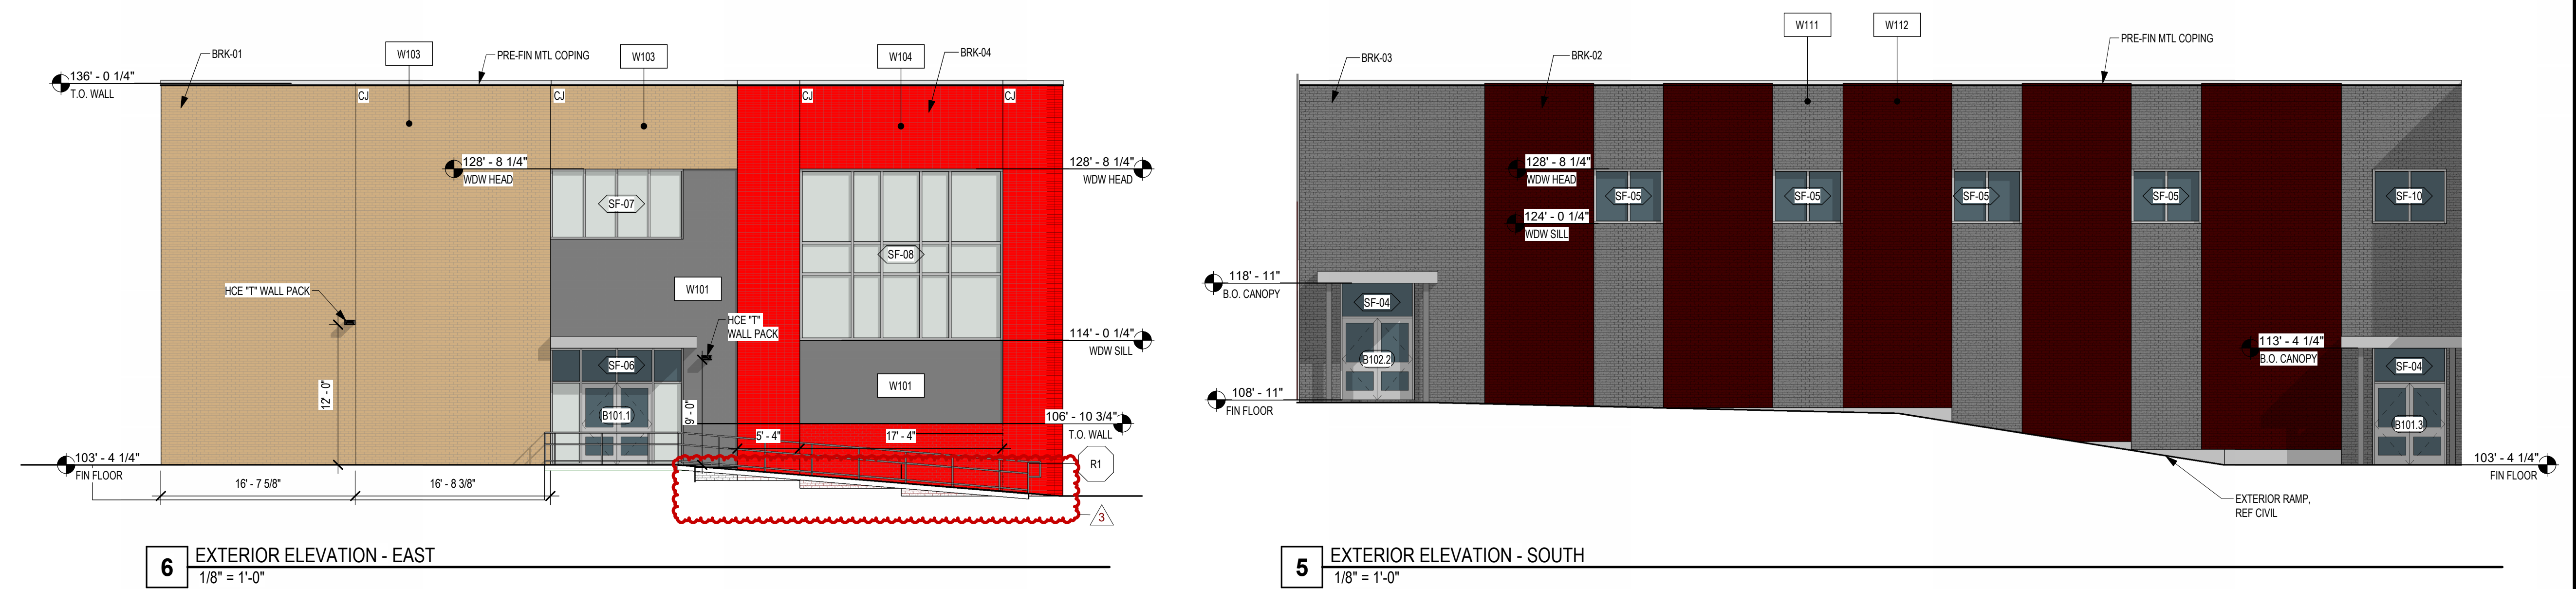 BRK-01
W103
PRE-FIN MTL COPING
W103
W104
BRK-04
136' - 0 1/4"
T.O. WALL
CJ
CJ
CJ
CJ
128' - 8 1/4"
WDW HEAD
128' - 8 1/4"
WDW HEAD
SF-07
SF-08
HCE "T" WALL PACK
W101
HCE "T"
WALL PACK
114' - 0 1/4"
WDW SILL
SF-06
W101
12' - 0"
9' - 0"
B101.1
106' - 10 3/4"
T.O. WALL
5' - 4"
17' - 4"
103' - 4 1/4"
FIN FLOOR
R1
16' - 7 5/8"
16' - 8 3/8"
3
6
EXTERIOR ELEVATION - EAST
1/8" = 1'-0"
W111
W112
BRK-03
BRK-02
PRE-FIN MTL COPING
128' - 8 1/4"
WDW HEAD
SF-05
SF-05
SF-05
SF-05
SF-10
124' - 0 1/4"
WDW SILL
118' - 11"
B.O. CANOPY
SF-04
113' - 4 1/4"
B.O. CANOPY
B102.2
SF-04
108' - 11"
FIN FLOOR
B101.3
103' - 4 1/4"
FIN FLOOR
EXTERIOR RAMP,
REF CIVIL
5
EXTERIOR ELEVATION - SOUTH
1/8" = 1'-0"